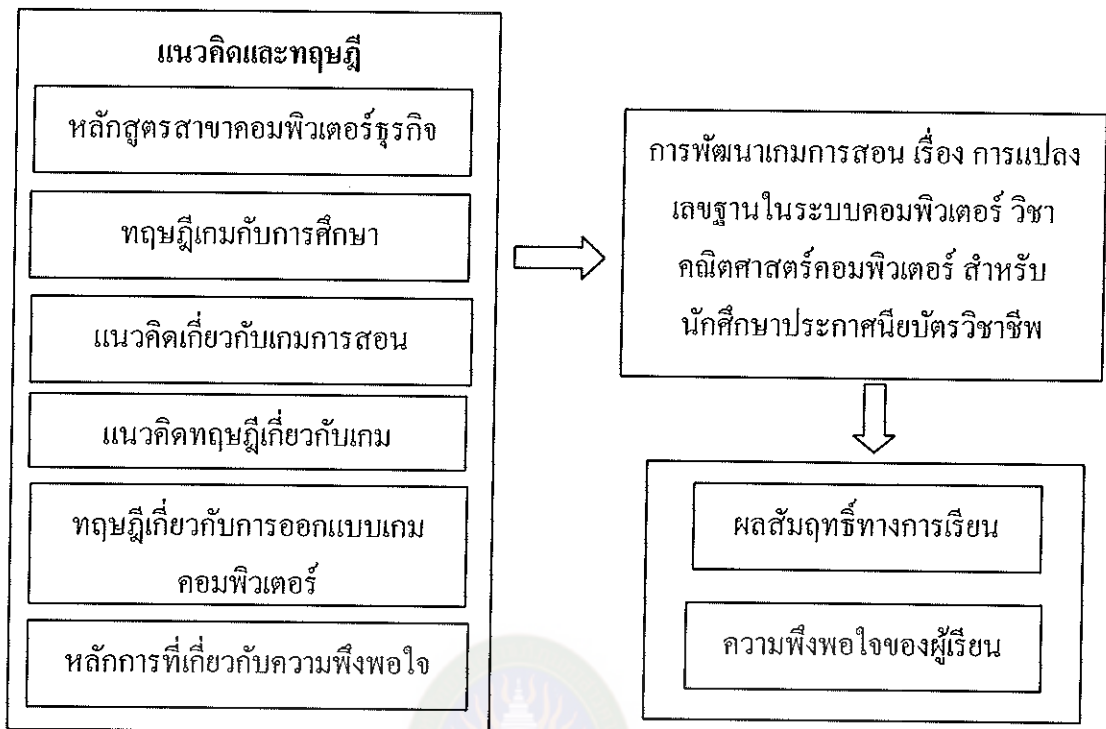 แนวคิดและทฤษฎี
หลักสูตรสาขาคอมพิวเตอร์ธุรกิจ
ทฤษฎีเกมกับการศึกษา
แนวคิดเกี่ยวกับเกมการสอน
แนวคิดทฤษฎีเกี่ยวกับเกม
ทฤษฎีเกี่ยวกับการออกแบบเกม
คอมพิวเตอร์
หลักการที่เกี่ยวกับความพึงพอใจ
การพัฒนาเกมการสอน เรื่อง การแปลง
เลขฐานในระบบคอมพิวเตอร์ วิชา
คณิตศาสตร์คอมพิวเตอร์ สำหรับ
นักศึกษาประกาศนียบัตรวิชาชีพ
ผลสัมฤทธิ์ทางการเรียน
ความพึงพอใจของผู้เรียน